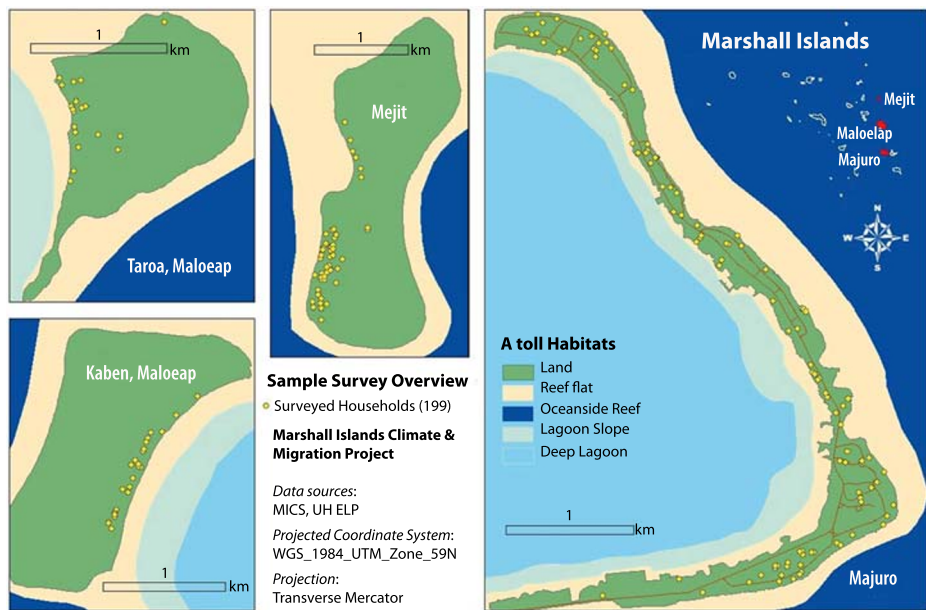 1
km
Taroa, Maloeap
1
km
Mejit
Marshall Islands
Mejit
Maloelap
Majuro
N
W E
S
A toll Habitats
Land
Reef flat
Oceanside Reef
Lagoon Slope
Deep Lagoon
1
km
Majuro
Kaben, Maloeap
1
km
Sample Survey Overview
Surveyed Households (199)
Marshall Islands Climate &
Migration Project
Data sources:
MICS, UH ELP
Projected Coordinate System:
WGS_1984_UTM_Zone_59N
Projection:
Transverse Mercator